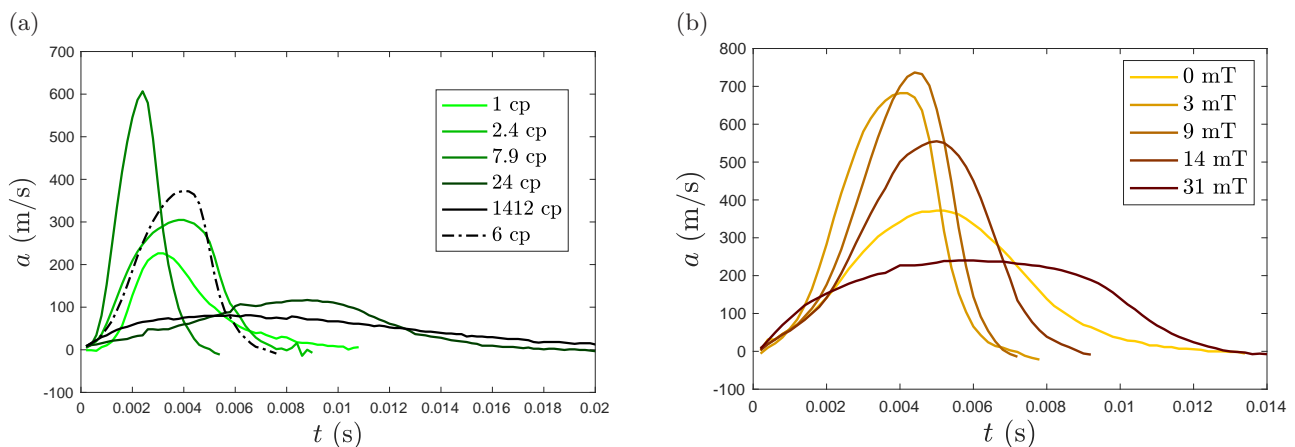 (a)
700
600
500
400
300
200
100
0
-100
a (m/s)
0 0.002 0.004 0.006 0.008 0.01 0.012 0.014 0.016 0.018 0.02
t (s)
1 cp
2.4 cp
7.9 cp
24 cp
1412 cp
6 cp
(b)
800
700
600
500
400
300
200
100
0
-100
a (m/s)
0 0.002 0.004 0.006 0.008 0.01 0.012 0.014
t (s)
0 mT
3 mT
9 mT
14 mT
31 mT